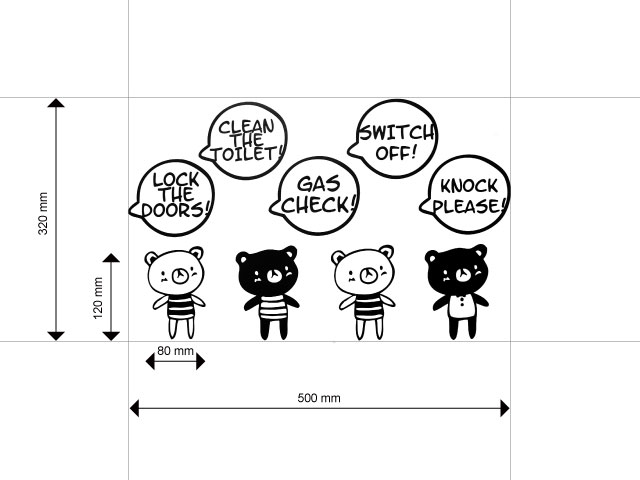 CLEAN
THE
TOILET!
SWITCH
OFF!
LOCK
THE
DOORS!
GAS
CHECK!
KNOCK
PLEASE!
320 mm
120 mm
80 mm
500 mm